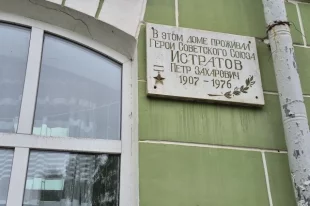 В ЭТОМ ДОМЕ ПРОЖИВАЛ
ГЕРОЙ СОВЕТСКОГО СОЮЗА
ИСТРАТОВ
ПЕТР ЗАХАРОВИЧ
1907 - 1976